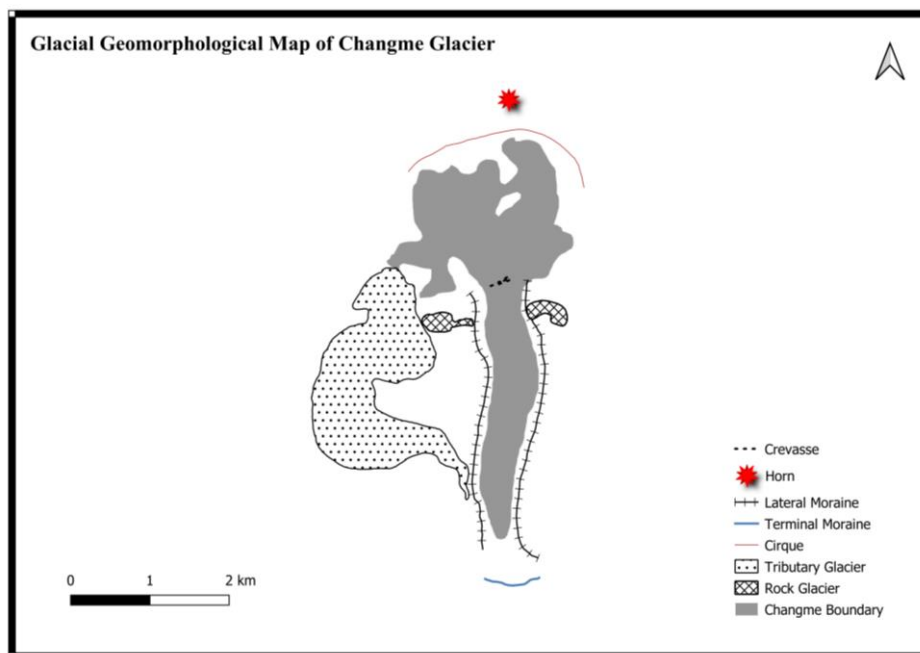 Glacial Geomorphological Map of Changme Glacier
Crevasse
Horn
Lateral Moraine
Terminal Moraine
Cirque
Tributary Glacier
Rock Glacier
Changme Boundary
0 1 2 km